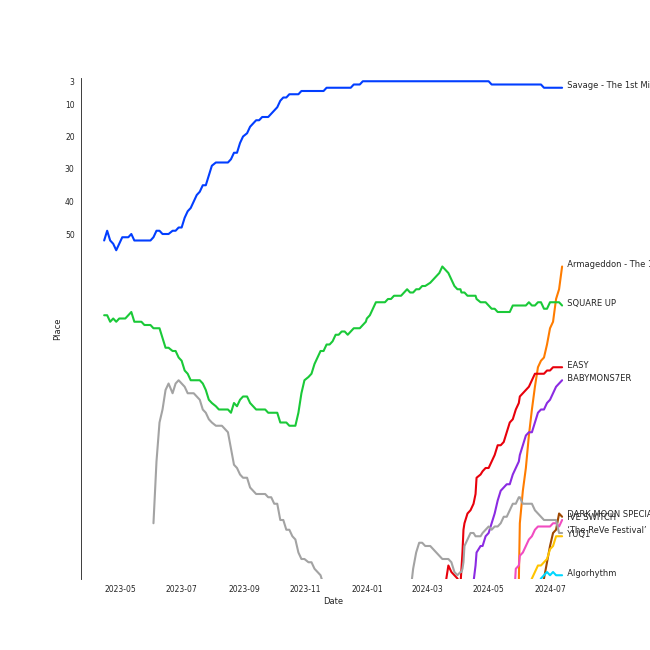 3
10
20
30
40
50
Place
Savage - The 1st Mi
Armageddon - The
SQUARE UP
EASY
BABYMONS7ER
DARK MOON SPECIA
IVE SWITCH
'The ReVe Festival'
YUQ1
Algorhythm
2023-05
2023-07
2023-09
2023-11
2024-01
2024-03
2024-05
2024-07
Date